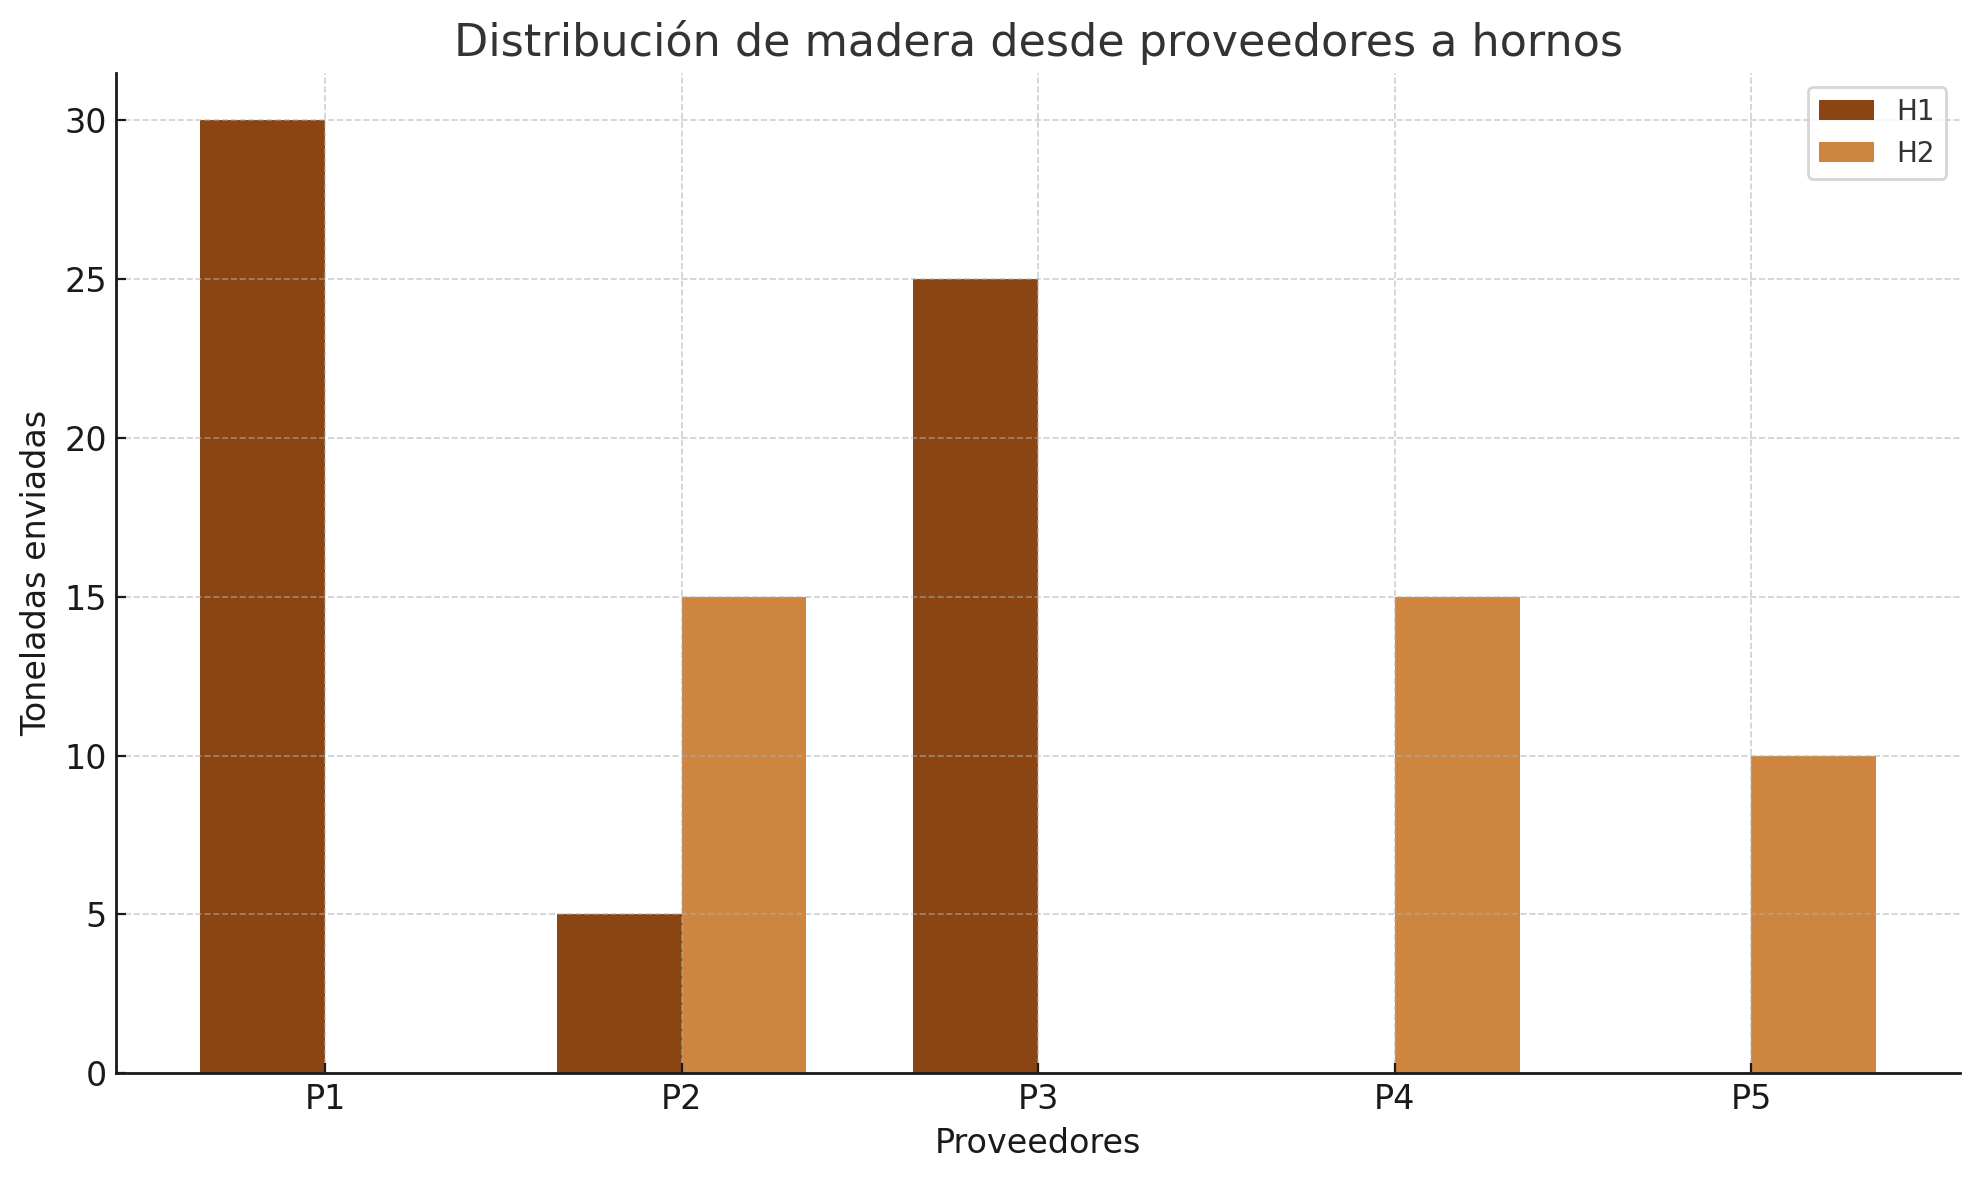 Distribución de madera desde proveedores a hornos
H1
H2
Toneladas enviadas
30
25
20
15
10
5
0
P1 P2 P3 P4 P5
Proveedores